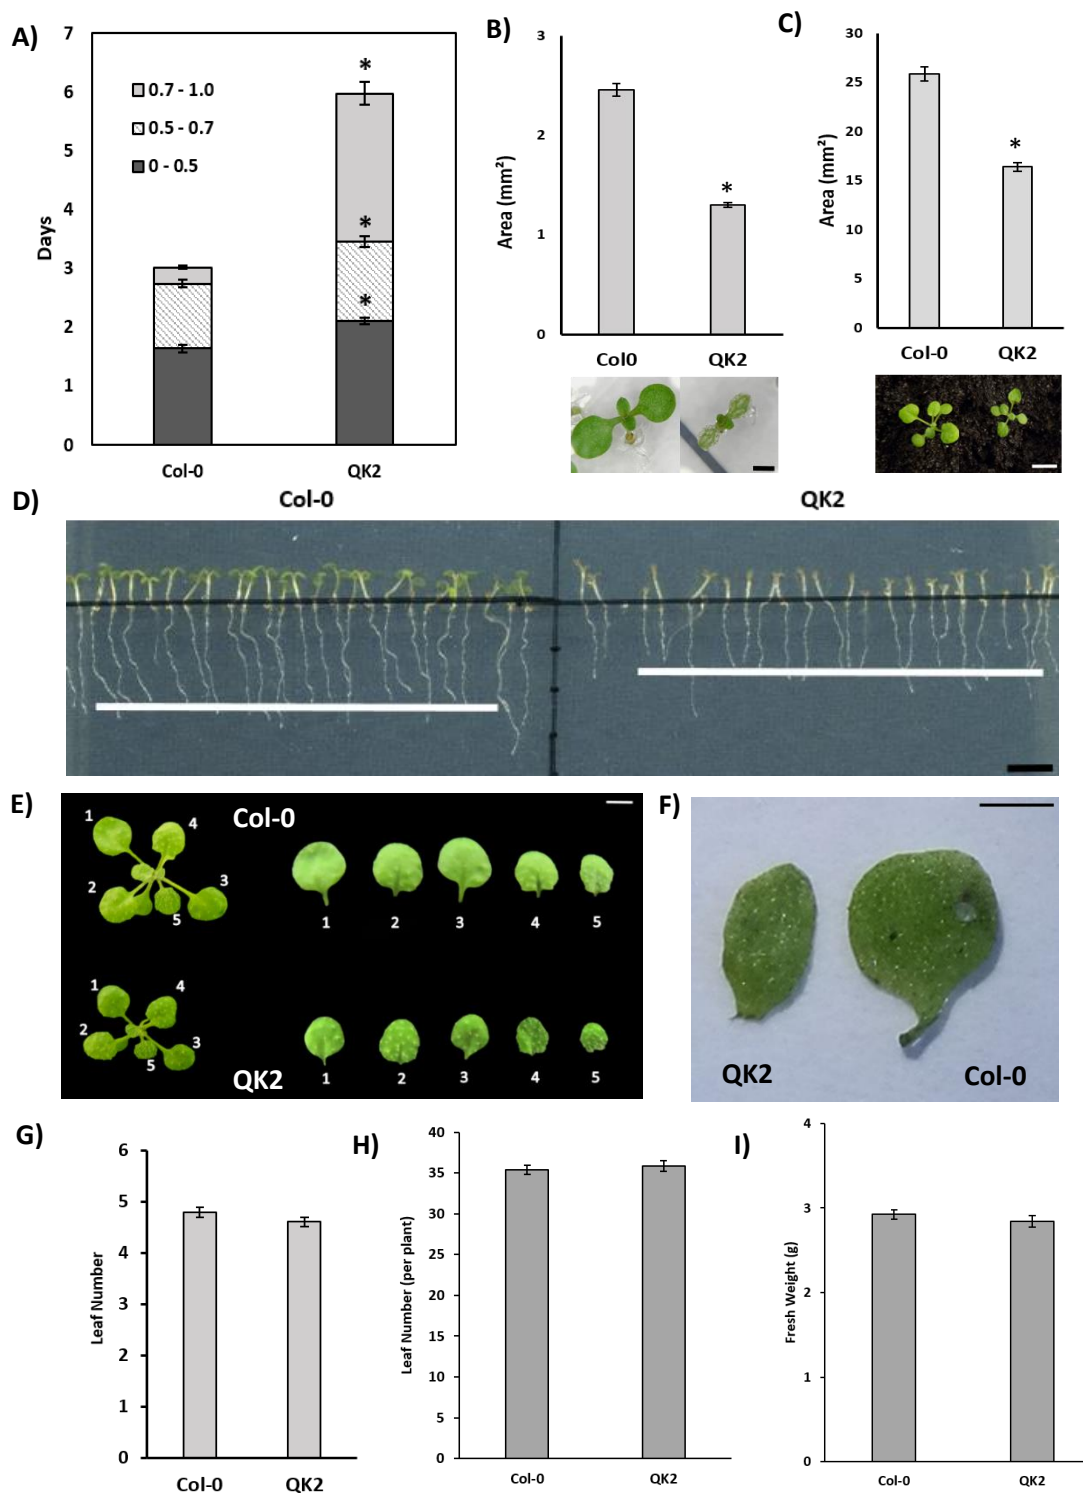 A)
7
6
5
4
3
2
1
0
Days
0.7 - 1.0
0.5 - 0.7
0 - 0.5
*
*
*
Col-0
QK2
B)
3
2
1
0
Area (mm²)
*
Col0
QK2
C)
30
25
20
15
10
5
0
Area (mm²)
*
Col-0
QK2
D)
Col-0
QK2
E)
Col-0
1
4
2
3
5
1 2 3 4 5
1
4
2
3
5
QK2
1 2 3 4 5
F)
QK2
Col-0
G)
6
5
4
3
2
1
0
Leaf Number
Col-0
QK2
H)
40
35
30
25
20
15
10
5
0
Leaf Number (per plant)
Col-0
QK2
I)
4
3
2
1
0
Fresh Weight (g)
Col-0
QK2